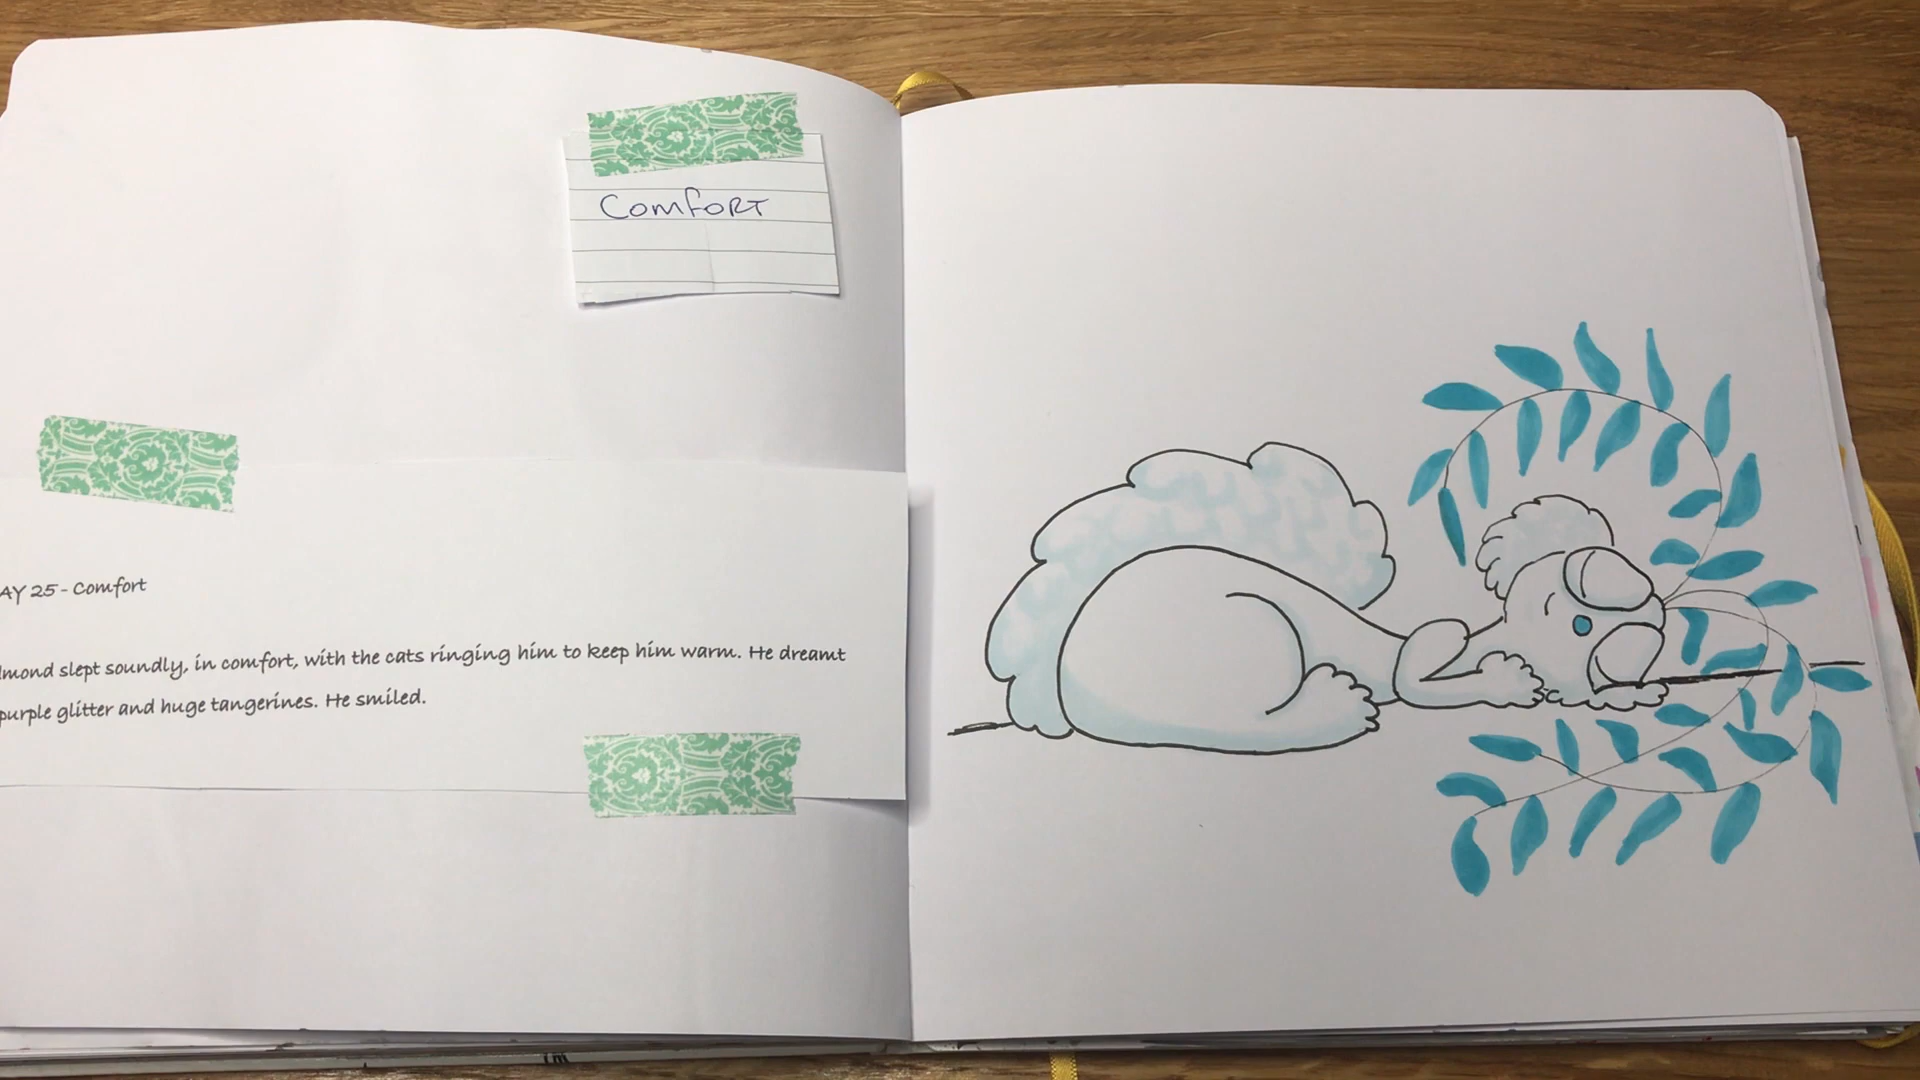 ComfoRT
AY 25 - Comfort
lmond slept soundly, in comfort, with the cats ringing him to keep him warm. He dreamt
purple glitter and huge tangerines. He smiled.